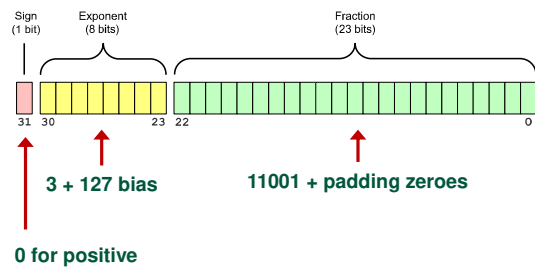 Sign
(1 bit)
Exponent
(8 bits)
Fraction
(23 bits)
31 30 23 22 0
3 + 127 bias
11001 + padding zeroes
0 for positive